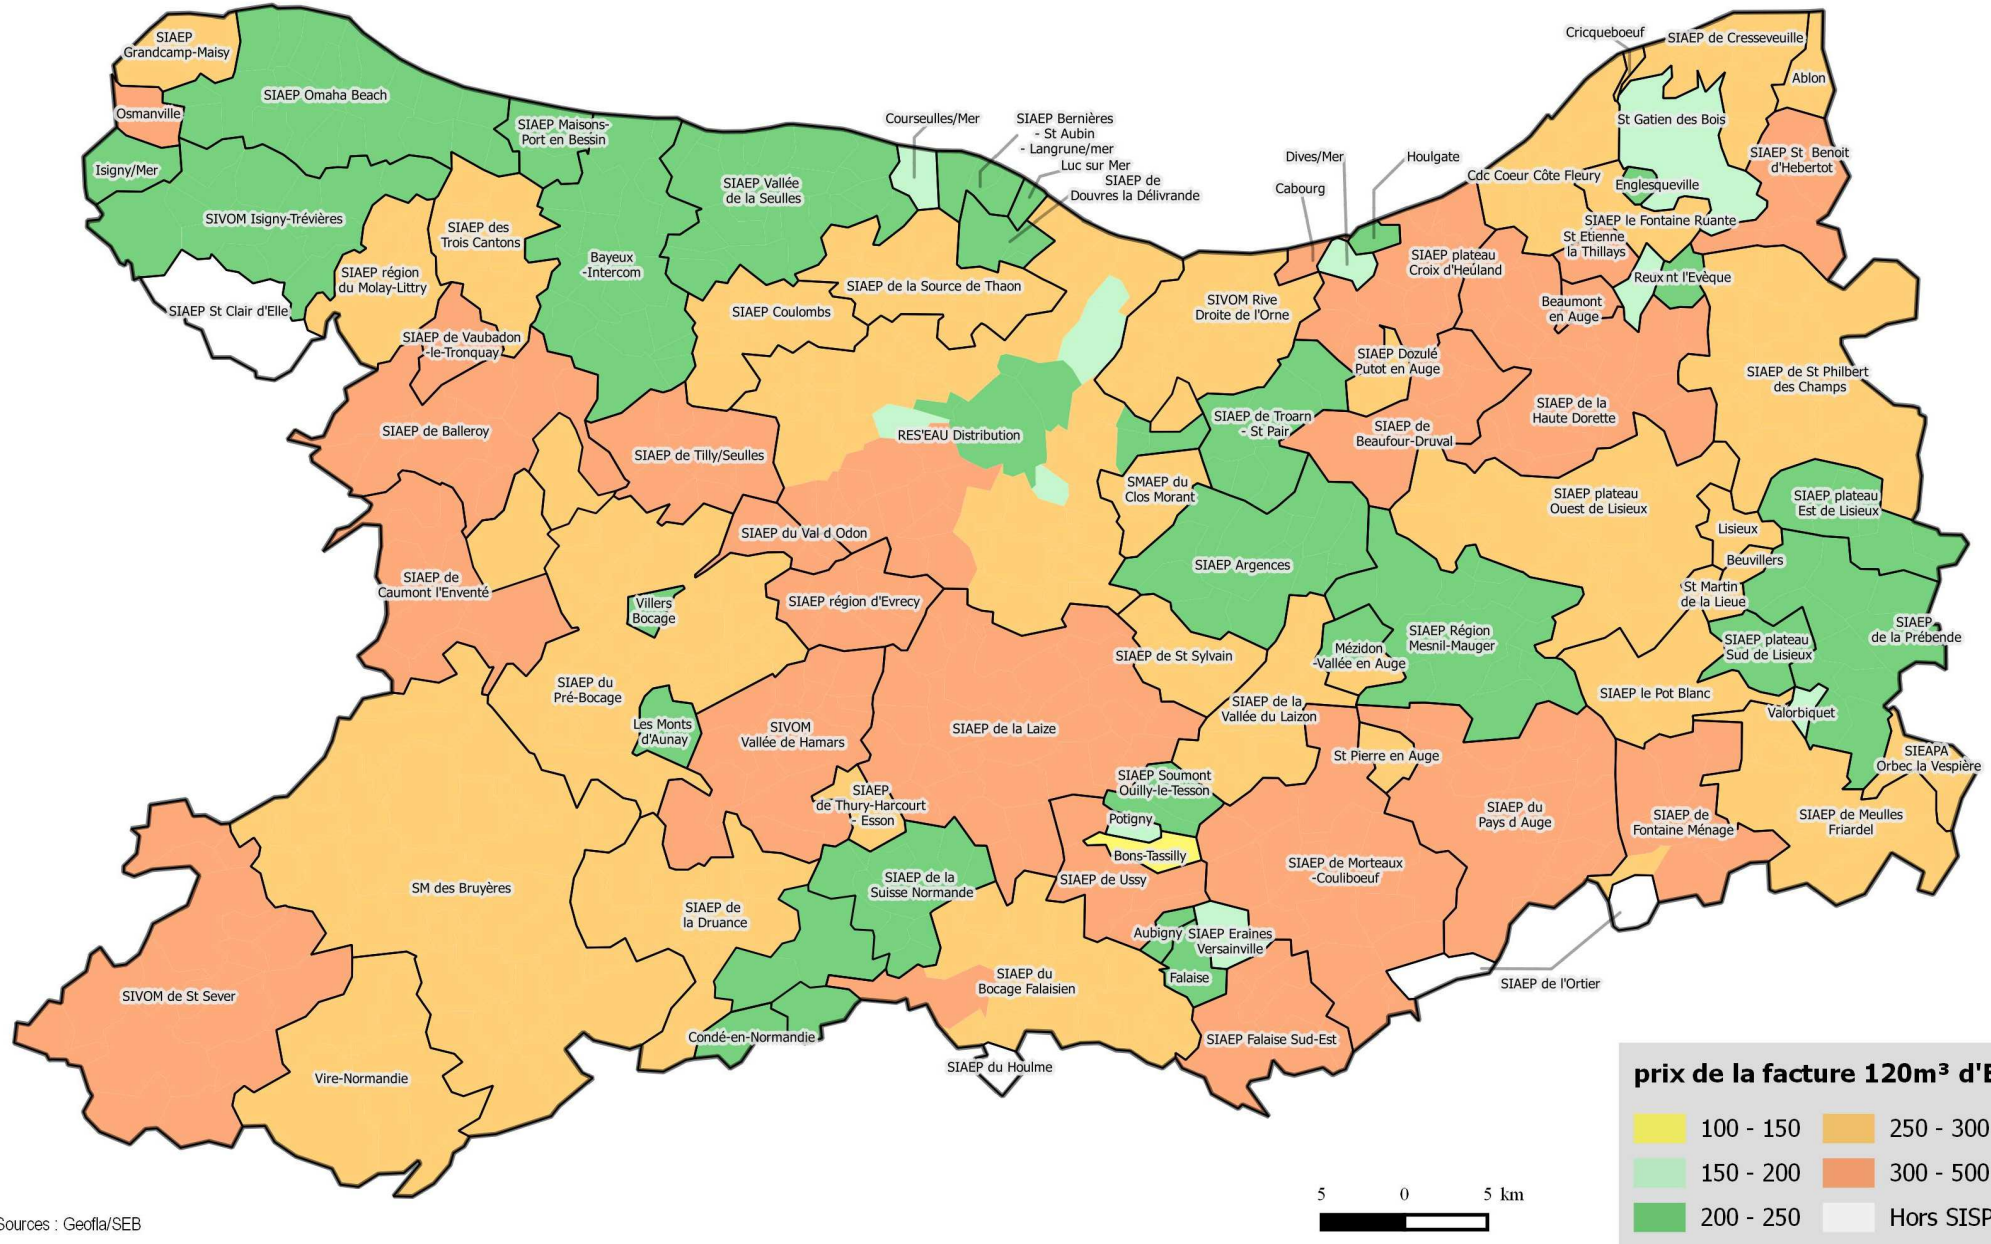 SIAEP
Grandcamp-Maisy
Osmanville
SIAEP Omaha Beach
Isigny/Mer
SIVOM Isigny-Trévières
SIAEP Maisons-
Port en Bessin
SIAEP des
Trois Cantons
SIAEP région
du Molay-Littry
SIAEP St Clair d'Elle
SIAEP de Vaubadon
-le-Tronquay
Bayeux
-Intercom
SIAEP Vallée
de la Seulles
Courseulles/Mer
SIAEP Bernières
- St Aubin
- Langrune/mer
Luc sur Mer
SIAEP de
Douvres la Délivrande
SIAEP de la Source de Thaon
SIAEP Coulombs
Cricqueboeuf
SIAEP de Cresseveuille
Ablon
St Gatien des Bois
SIAEP St Benoit
d'Hebertot
Dives/Mer
Houlgate
Cabourg
Cdc Coeur Côte Fleury
Englesqueville
SIAEP le Fontaine Ruante
St Etienne
la Thillays
SIAEP plateau
Croix d'Heuland
Reux
nt l'Evèque
Beaumont
en Auge
SIVOM Rive
Droite de l'Orne
SIAEP Dozulé
Putot en Auge
SIAEP de St Philbert
des Champs
SIAEP de la
Haute Dorette
SIAEP de Troarn
- St Pair
SIAEP de
Beaufour-Druval
SIAEP de Balleroy
SIAEP de Tilly/Seulles
RES'EAU Distribution
SMAEP du
Clos Morant
SIAEP plateau
Ouest de Lisieux
SIAEP plateau
Est de Lisieux
Lisieux
SIAEP du Val d Odon
Beuvillers
SIAEP Argences
SIAEP de
Caumont l'Enventé
St Martin
de la Lieue
SIAEP région d'Evrecy
Villers
Bocage
SIAEP
de la Prébende
SIAEP Région
Mesnil-Mauger
SIAEP plateau
Sud de Lisieux
Mézidon
-Vallée en Auge
SIAEP de St Sylvain
SIAEP du
Pré-Bocage
SIAEP le Pot Blanc
SIAEP de la
Vallée du Laizon
Valorbiquet
Les Monts
d'Aunay
SIVOM
Vallée de Hamars
SIAEP de la Laize
St Pierre en Auge
SIEAPA
Orbec la Vespière
SIAEP Soumont
Ouilly-le-Tesson
SIAEP
de Thury-Harcourt
- Esson
Potigny
SIAEP du
Pays d Auge
SIAEP de
Fontaine Ménage
SIAEP de Meulles
Friardel
Bons-Tassilly
SIAEP de Morteaux
-Couliboeuf
SIAEP de Ussy
SM des Bruyères
SIAEP de la
Suisse Normande
SIAEP de
la Druance
Aubigny
SIAEP Eraines
Versainville
Falaise
SIAEP du
Bocage Falaisien
SIAEP de l'Ortier
SIVOM de St Sever
Condé-en-Normandie
SIAEP Falaise Sud-Est
SIAEP du Houlme
Vire-Normandie
prix de la facture 120m³ d'E
100 - 150
250 - 300
150 - 200
300 - 500
200 - 250
Hors SISP
5 0 5 km
Sources : Geofla/SEB